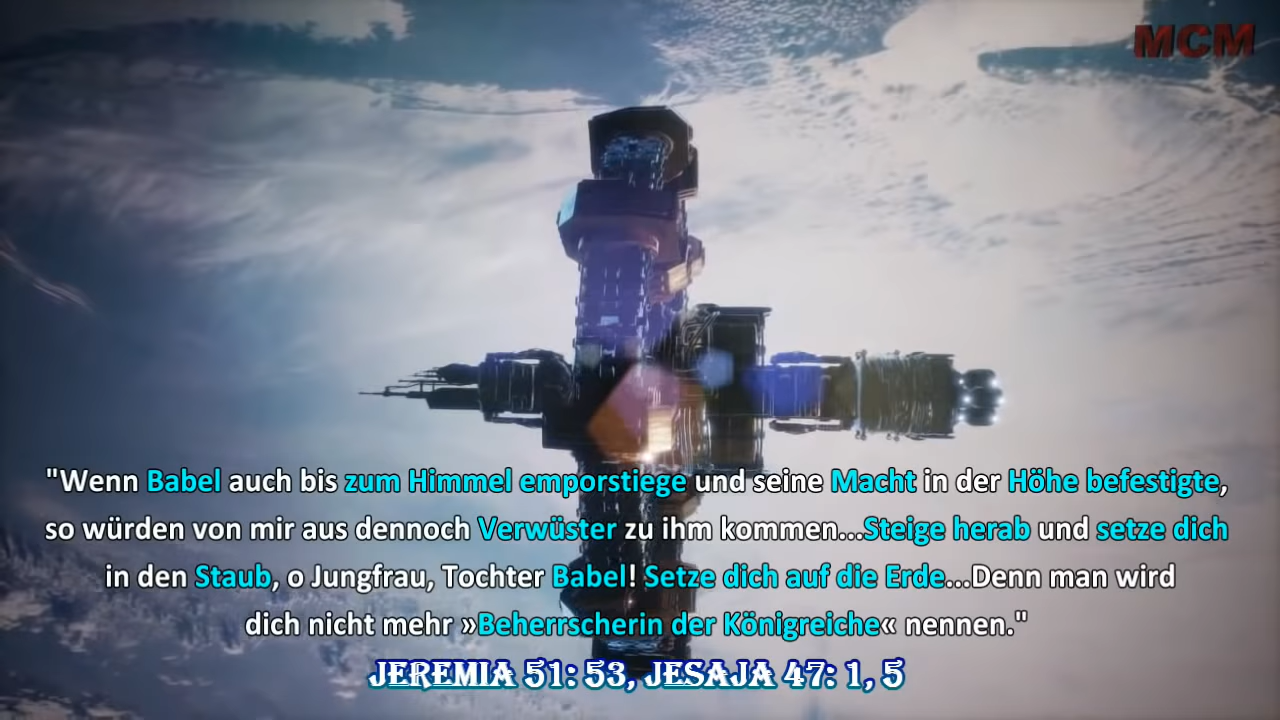 MCM
"Wenn Babel auch bis zum Himmel emporstiege und seine Macht in der Höhe befestigte,
so würden von mir aus dennoch Verwüster zu ihm kommen...Steige herab und setze dich
in den Staub, o Jungfrau, Tochter Babel! Setze dich auf die Erde...Denn man wird
dich nicht mehr »Beherrscherin der Königreiche« nennen."
JEREMIA 51: 53, JESAJA 47: 1, 5